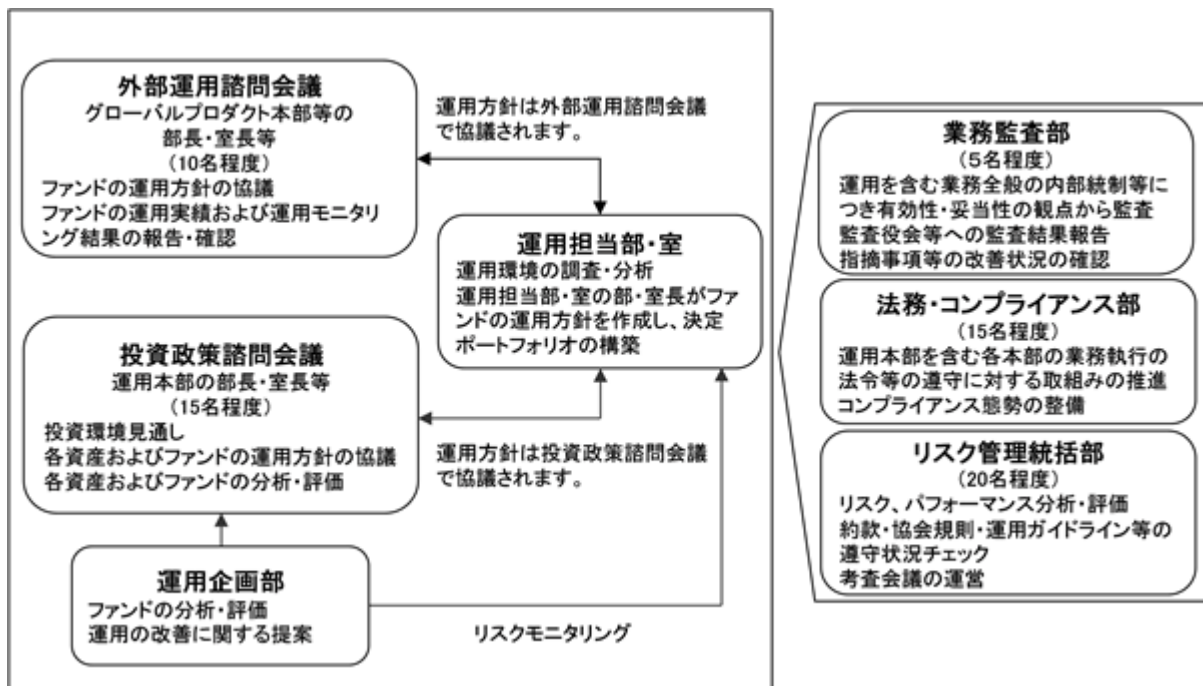 外部運用諮問会議
グローバルプロダクト本部等の
部長・室長等
(10名程度)
ファンドの運用方針の協議
ファンドの運用実績および運用モニタリ
ング結果の報告・確認
運用方針は外部運用諮問会議
で協議されます。
運用担当部・室
運用環境の調査・分析
運用担当部・室の部・室長がファ
ンドの運用方針を作成し、決定
ポートフォリオの構築
投資政策諮問会議
運用本部の部長・室長等
(15名程度)
投資環境見通し
各資産およびファンドの運用方針の協議
各資産およびファンドの分析・評価
運用方針は投資政策諮問会議
で協議されます。
運用企画部
ファンドの分析・評価
運用の改善に関する提案
リスクモニタリング
業務監査部
(5名程度)
運用を含む業務全般の内部統制等に
つき有効性・妥当性の観点から監査
監査役会等への監査結果報告
指摘事項等の改善状況の確認
法務・コンプライアンス部
(15名程度)
運用本部を含む各本部の業務執行の
法令等の遵守に対する取組みの推進
コンプライアンス態勢の整備
リスク管理統括部
(20名程度)
リスク、パフォーマンス分析・評価
約款・協会規則・運用ガイドライン等の
遵守状況チェック
考査会議の運営